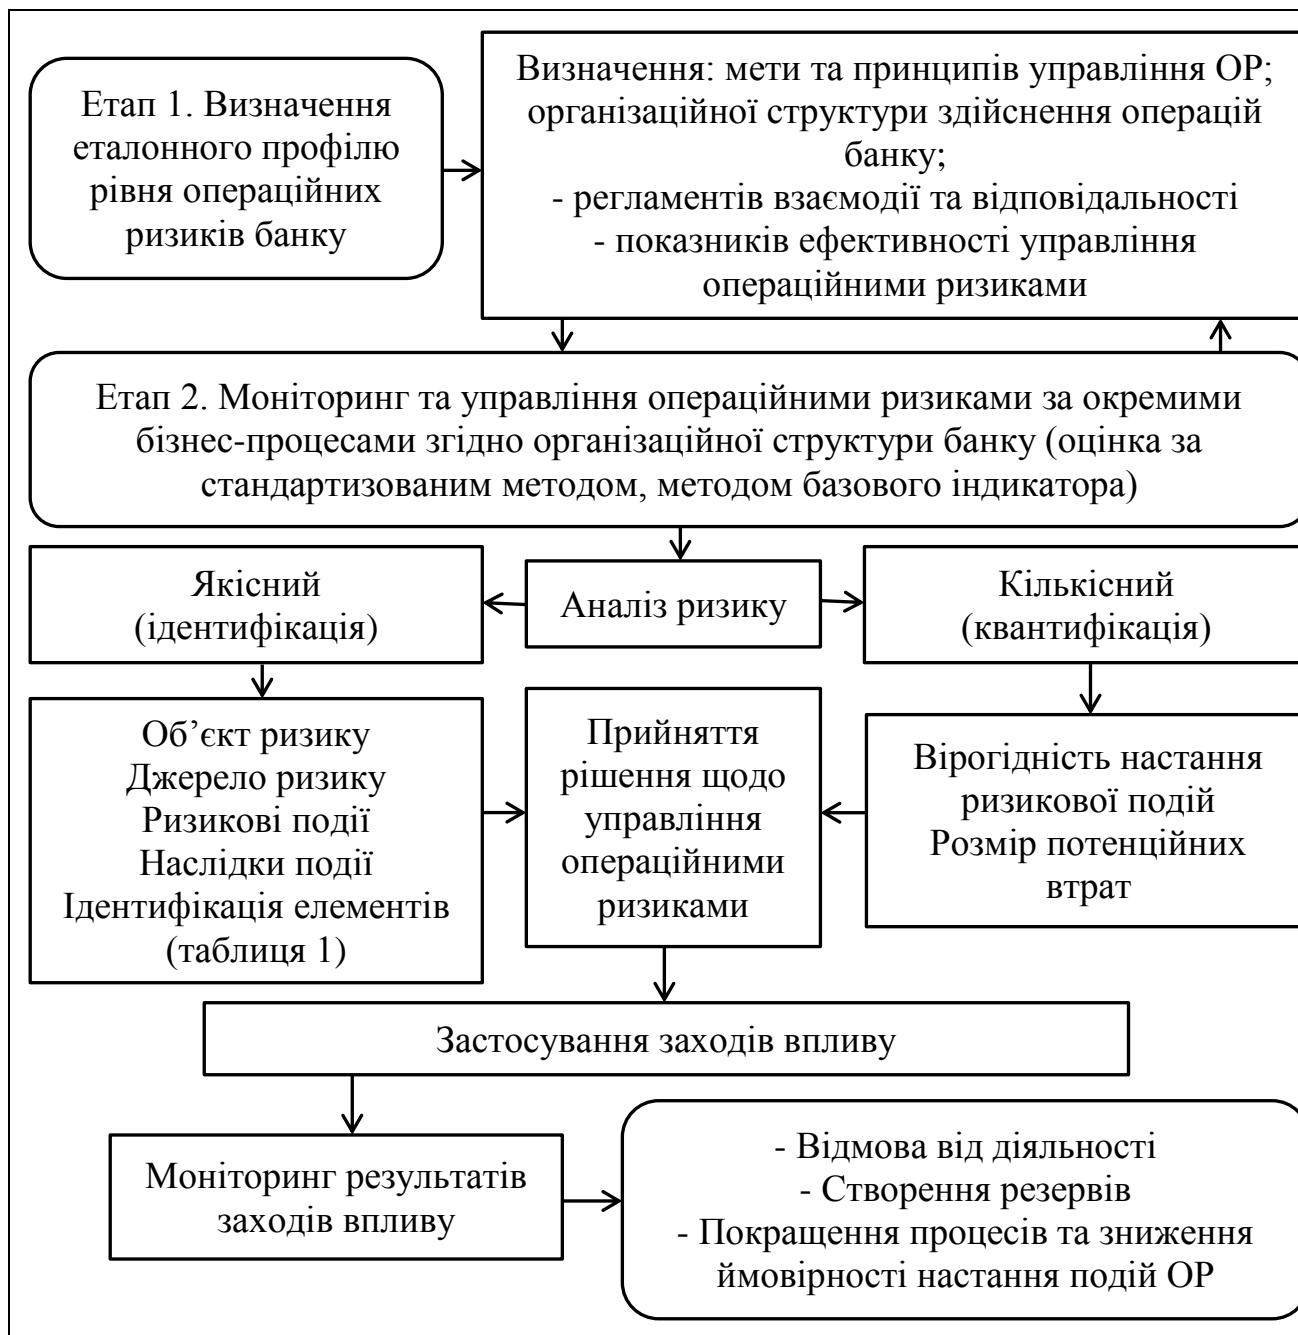 Етап 1. Визначення
еталонного профілю
рівня операційних
ризиків банку
Визначення: мети та принципів управління ОР;
організаційної структури здійснення операцій
банку;
- регламентів взаємодії та відповідальності
- показників ефективності управління
операційними ризиками
Етап 2. Моніторинг та управління операційними ризиками за окремими
бізнес-процесами згідно організаційної структури банку (оцінка за
стандартизованим методом, методом базового індикатора)
Якісний
(ідентифікація)
Аналіз ризику
Кількісний
(квантифікація)
Об’єкт ризику
Джерело ризику
Ризикові події
Наслідки події
Ідентифікація елементів
(таблиця 1)
Прийняття
рішення щодо
управління
операційними
ризиками
Вірогідність настання
ризикової подій
Розмір потенційних
втрат
Застосування заходів впливу
Моніторинг результатів
заходів впливу
- Відмова від діяльності
- Створення резервів
- Покращення процесів та зниження
ймовірності настання подій ОР